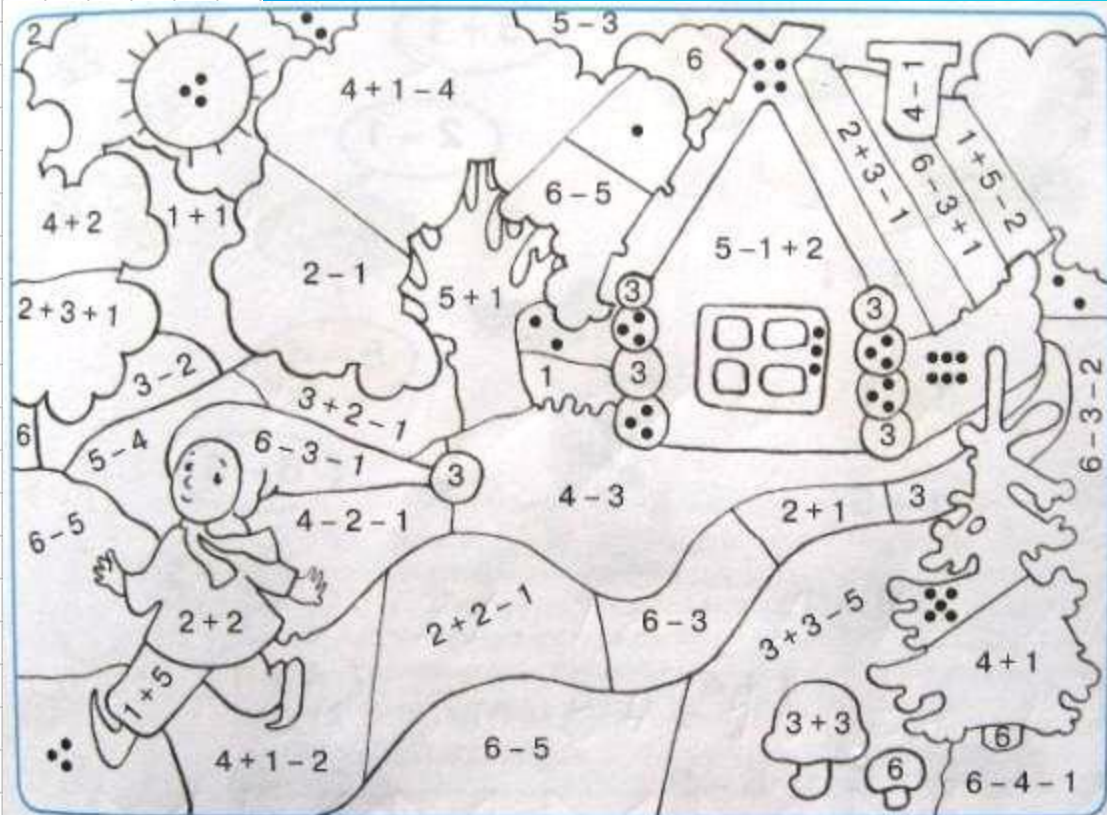 2
5 – 3
6
4 + 1 – 4
4 – 1
2 + 3 – 1
6 – 3 + 1
1 + 5 – 2
6 – 5
4 + 2
1 + 1
5 – 1 + 2
2 – 1
5 + 1
3
3
2 + 3 + 1
3 – 2
1
3
6 – 3 – 2
3 + 2 – 1
6
5 – 4
6 – 3 – 1
3
3
4 – 3
2 + 1
3
4 – 2 – 1
6 – 5
2 + 2
2 + 2 – 1
6 – 3
3 + 3 – 5
4 + 1
1 + 5
3 + 3
6
4 + 1 – 2
6 – 5
6
6 – 4 – 1